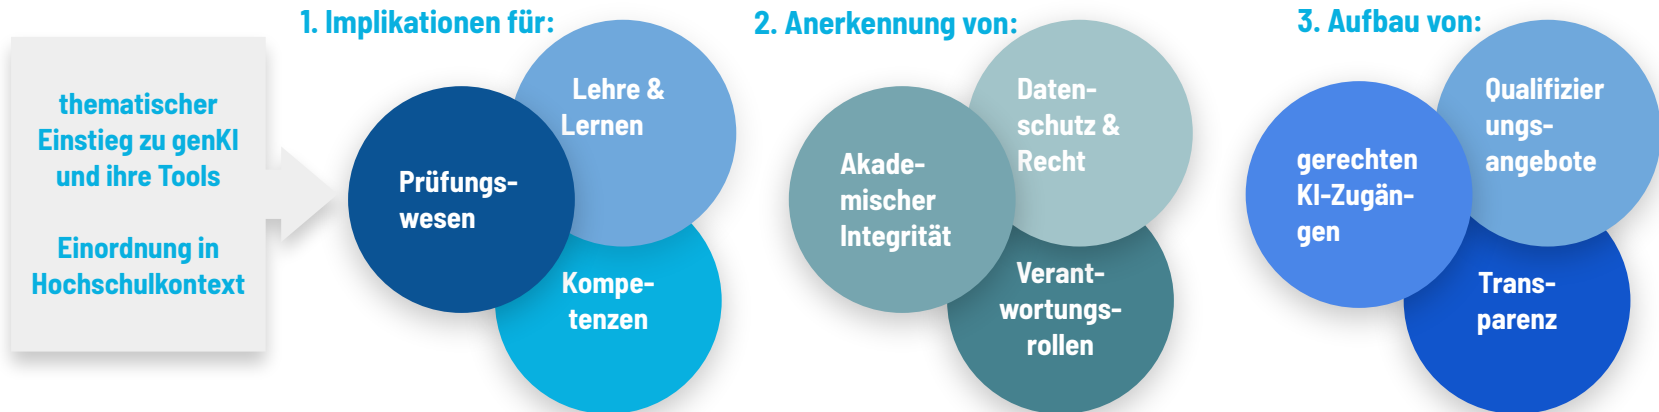 thematischer
Einstieg zu genKI
und ihre Tools
Einordnung in
Hochschulkontext
1. Implikationen für:
Prüfungs-
wesen
Lehre &
Lernen
Kompe-
tenzen
2. Anerkennung von:
Akade-
mischer
Integrität
Daten-
schutz &
Recht
Verant-
wortungs-
rollen
3. Aufbau von:
gerechten
KI-Zugän-
gen
Qualifizier
ungs-
angebote
Trans-
parenz